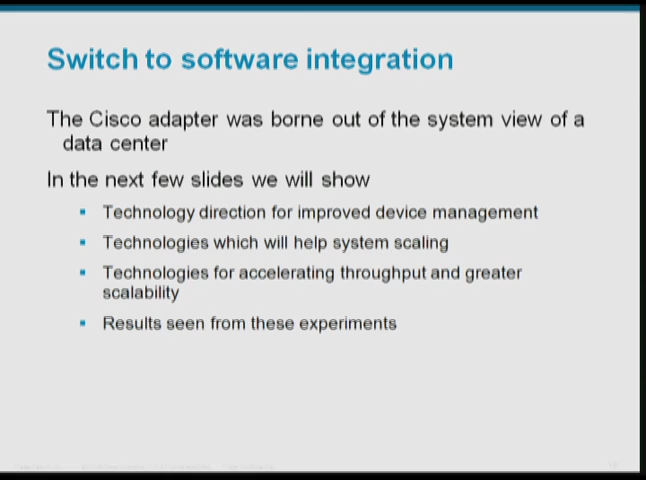 Switch to software integration
The Cisco adapter was borne out of the system view of a
data center
In the next few slides we will show
Technology direction for improved device management
Technologies which will help system scaling
Technologies for accelerating throughput and greater
scalability
Results seen from these experiments